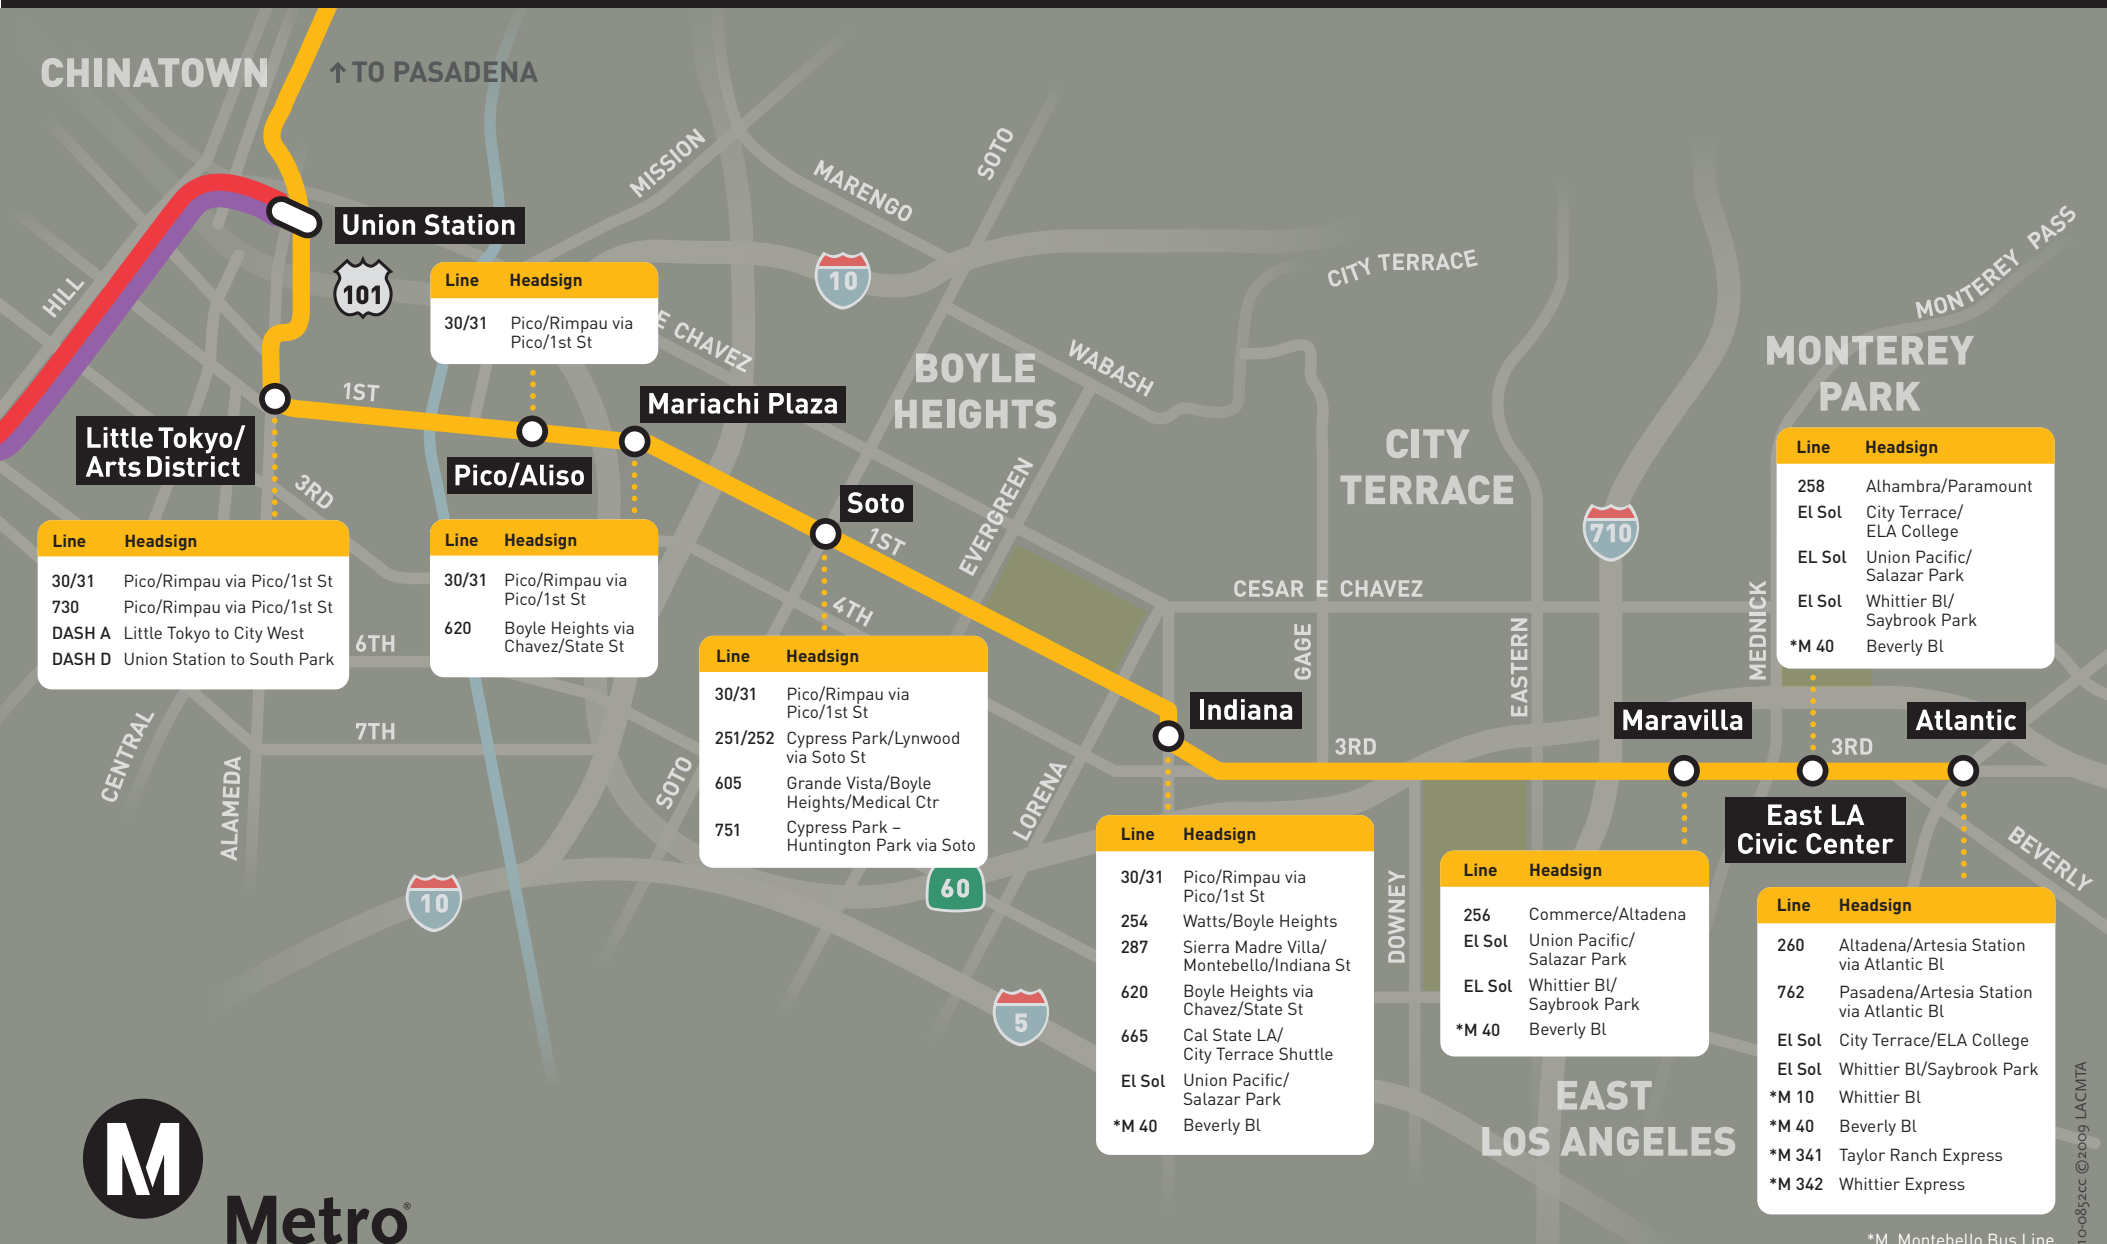 CHINATOWN
↑ TO PASADENA
MISSION
MARENGO
SOTO
Union Station
101
HILL
10
CITY TERRACE
MONTEREY PASS
Line Headsign
30/31 Pico/Rimpau via
Pico/1st St
E CHAVEZ
WABASH
BOYLE
HEIGHTS
MONTEREY
PARK
1ST
Mariachi Plaza
Little Tokyo/
Arts District
Pico/Aliso
3RD
Soto
1ST
EVERGREEN
CITY
TERRACE
710
Line Headsign
258 Alhambra/Paramount
El Sol City Terrace/
ELA College
EL Sol Union Pacific/
Salazar Park
El Sol Whittier Bl/
Saybrook Park
*M 40 Beverly Bl
Line Headsign
30/31 Pico/Rimpau via Pico/1st St
730 Pico/Rimpau via Pico/1st St
DASH A Little Tokyo to City West
DASH D Union Station to South Park
Line Headsign
30/31 Pico/Rimpau via
Pico/1st St
620 Boyle Heights via
Chavez/State St
4TH
CESAR E CHAVEZ
GAGE
EASTERN
MEDNICK
6TH
7TH
CENTRAL
ALAMEDA
SOTO
Line Headsign
30/31 Pico/Rimpau via
Pico/1st St
251/252 Cypress Park/Lynwood
via Soto St
605 Grande Vista/Boyle
Heights/Medical Ctr
751 Cypress Park –
Huntington Park via Soto
LORENA
Indiana
3RD
Maravilla
3RD
Atlantic
East LA
Civic Center
BEVERLY
10
60
5
DOWNEY
Line Headsign
30/31 Pico/Rimpau via
Pico/1st St
254 Watts/Boyle Heights
287 Sierra Madre Villa/
Montebello/Indiana St
620 Boyle Heights via
Chavez/State St
665 Cal State LA/
City Terrace Shuttle
El Sol Union Pacific/
Salazar Park
*M 40 Beverly Bl
Line Headsign
256 Commerce/Altadena
El Sol Union Pacific/
Salazar Park
EL Sol Whittier Bl/
Saybrook Park
*M 40 Beverly Bl
Line Headsign
260 Altadena/Artesia Station
via Atlantic Bl
762 Pasadena/Artesia Station
via Atlantic Bl
El Sol City Terrace/ELA College
El Sol Whittier Bl/Saybrook Park
*M 10 Whittier Bl
*M 40 Beverly Bl
*M 341 Taylor Ranch Express
*M 342 Whittier Express
EAST
LOS ANGELES
M
Metro®
*M Montebello Bus Line
10-0852cc ©2009 LACMTA